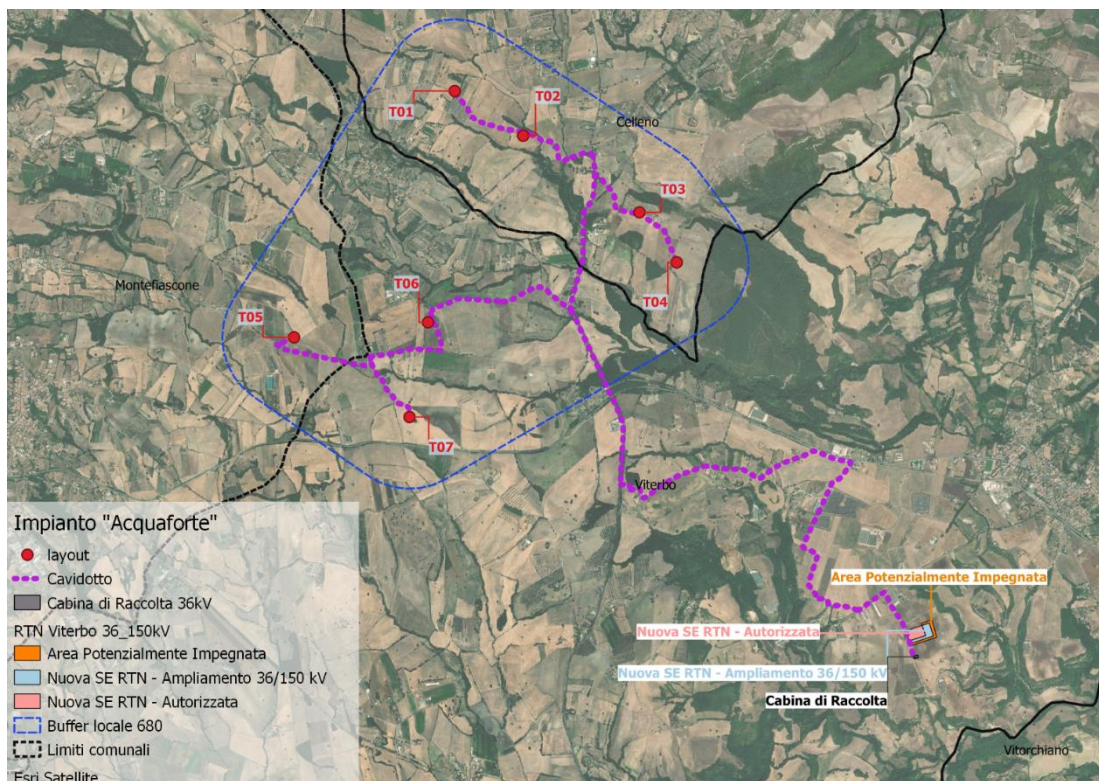 T01
T02
Celleno
T03
T04
Montefiascone
T06
T05
T07
Viterbo
Area Potenzialmente Impegnata
Nuova SE RTN - Autorizzata
Nuova SE RTN - Ampliamento 36/150 kV
Cabina di Raccolta
Vitorchiano
Impianto "Acquaforte"
layout
Cavidotto
Cabina di Raccolta 36kV
RTN Viterbo 36_150kV
Area Potenzialmente Impegnata
Nuova SE RTN - Ampliamento 36/150 kV
Nuova SE RTN - Autorizzata
Buffer locale 680
Limiti comunali
Esri Satellite